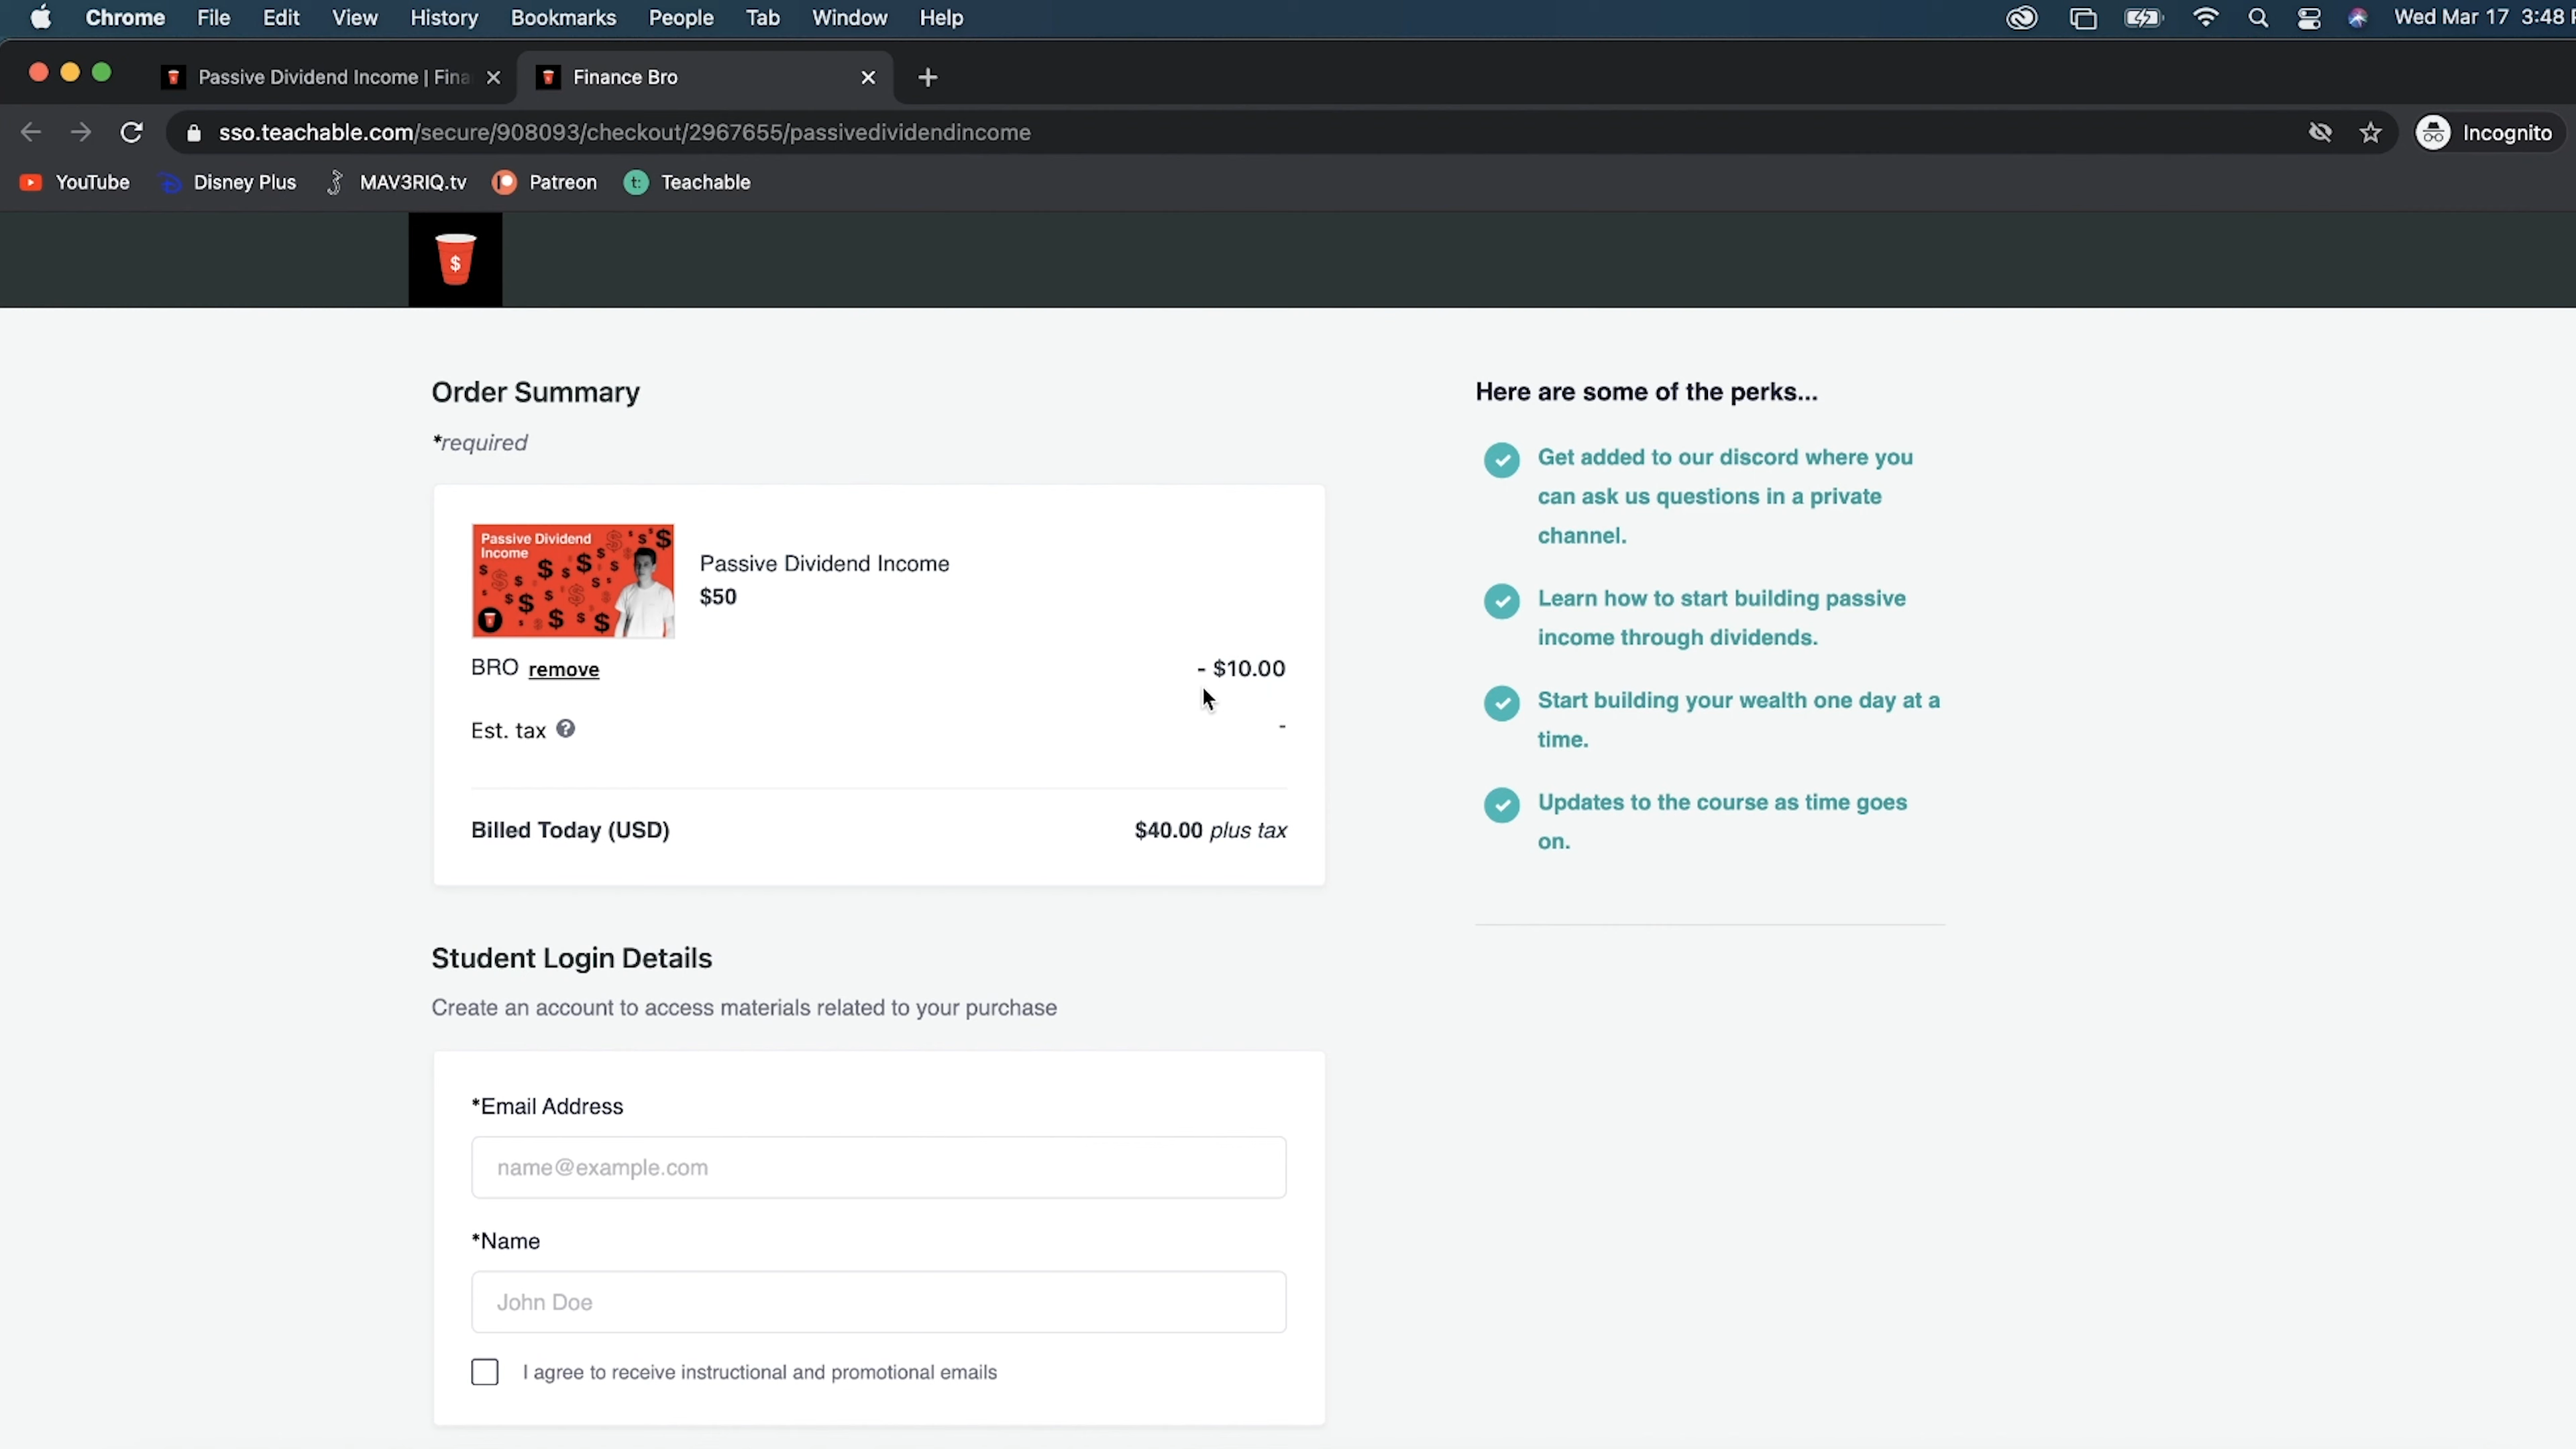 Chrome File Edit View History Bookmarks People Tab Window Help Wed Mar 17 3:48
Passive Dividend Income | Fina Finance Bro
sso.teachable.com/secure/908093/checkout/2967655/passivedividendincome Incognito
YouTube Disney Plus MAV3RIQ.tv Patreon t: Teachable
$
Order Summary
*required
Passive Dividend
Income
Passive Dividend Income
$50
BRO remove - $10.00
Est. tax ? -
Billed Today (USD) $40.00 plus tax
Student Login Details
Create an account to access materials related to your purchase
*Email Address
name@example.com
*Name
John Doe
I agree to receive instructional and promotional emails
Here are some of the perks...
Get added to our discord where you
can ask us questions in a private
channel.
Learn how to start building passive
income through dividends.
Start building your wealth one day at a
time.
Updates to the course as time goes
on.